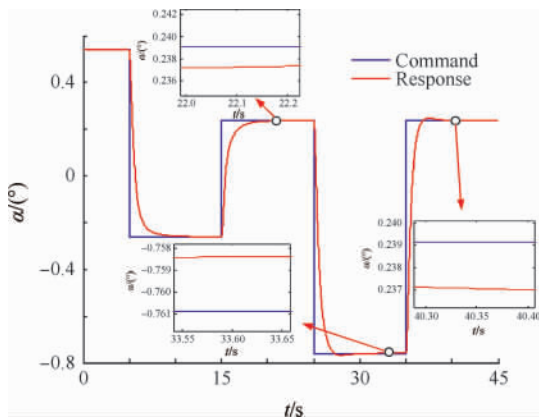 0.242
0.240
0.238
0.236
a/(°)
22.0
22.1
22.2
t/s
Command
Response
0.4
0
−0.4
−0.8
a/(°)
0.240
0.239
0.238
0.237
a/(°)
40.30
40.35
40.40
t/s
−0.758
−0.759
−0.760
−0.761
a/(°)
33.55
33.60
33.65
t/s
0
15
30
45
t/s